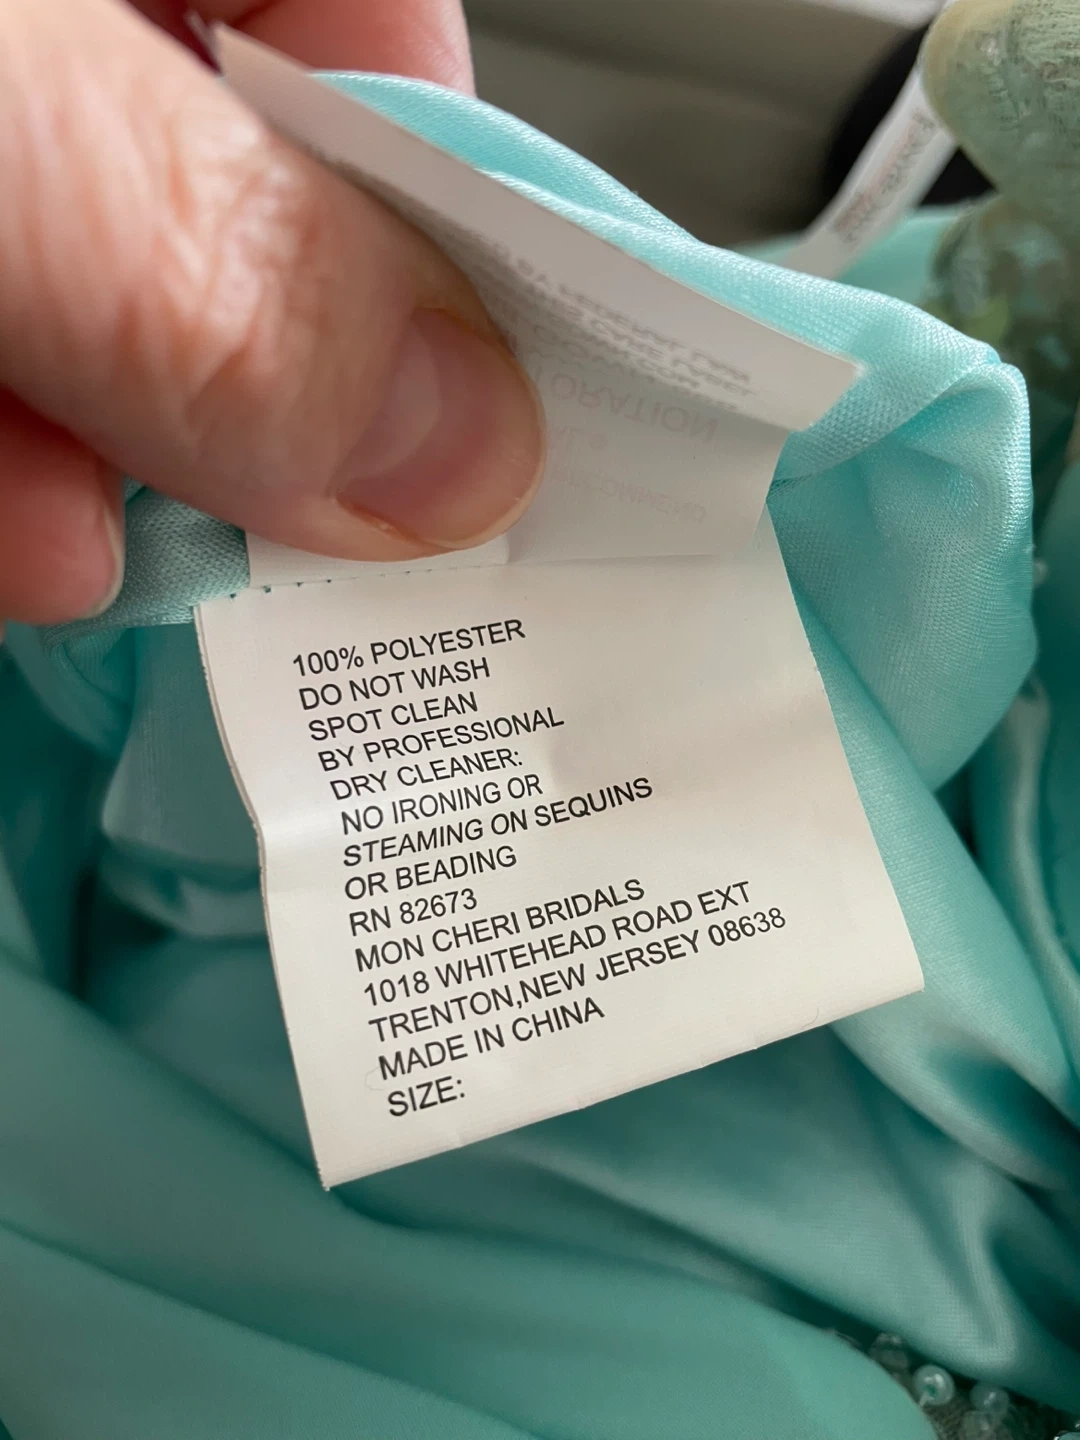 100% POLYESTER
DO NOT WASH
SPOT CLEAN
BY PROFESSIONAL
DRY CLEANER:
NO IRONING OR
STEAMING ON SEQUINS
OR BEADING
RN 82673
MON CHERI BRIDALS
1018 WHITEHEAD ROAD EXT
TRENTON,NEW JERSEY 08638
MADE IN CHINA
SIZE: